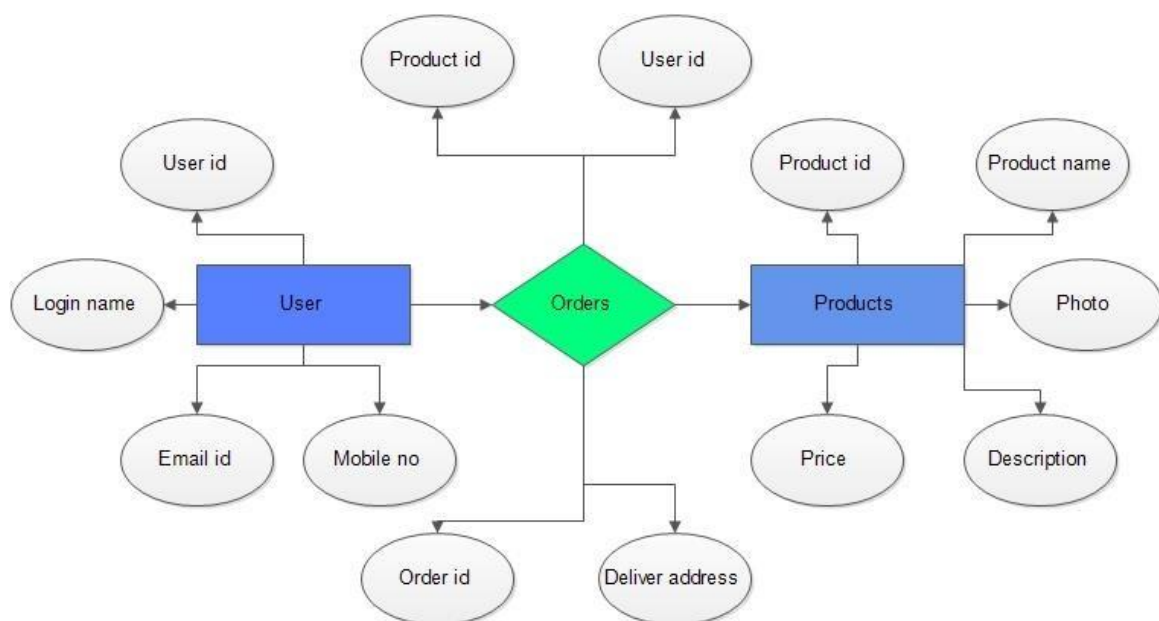 Product id
User id
User id
Product id
Product name
Login name
User
Orders
Products
Photo
Email id
Mobile no
Price
Description
Order id
Deliver address